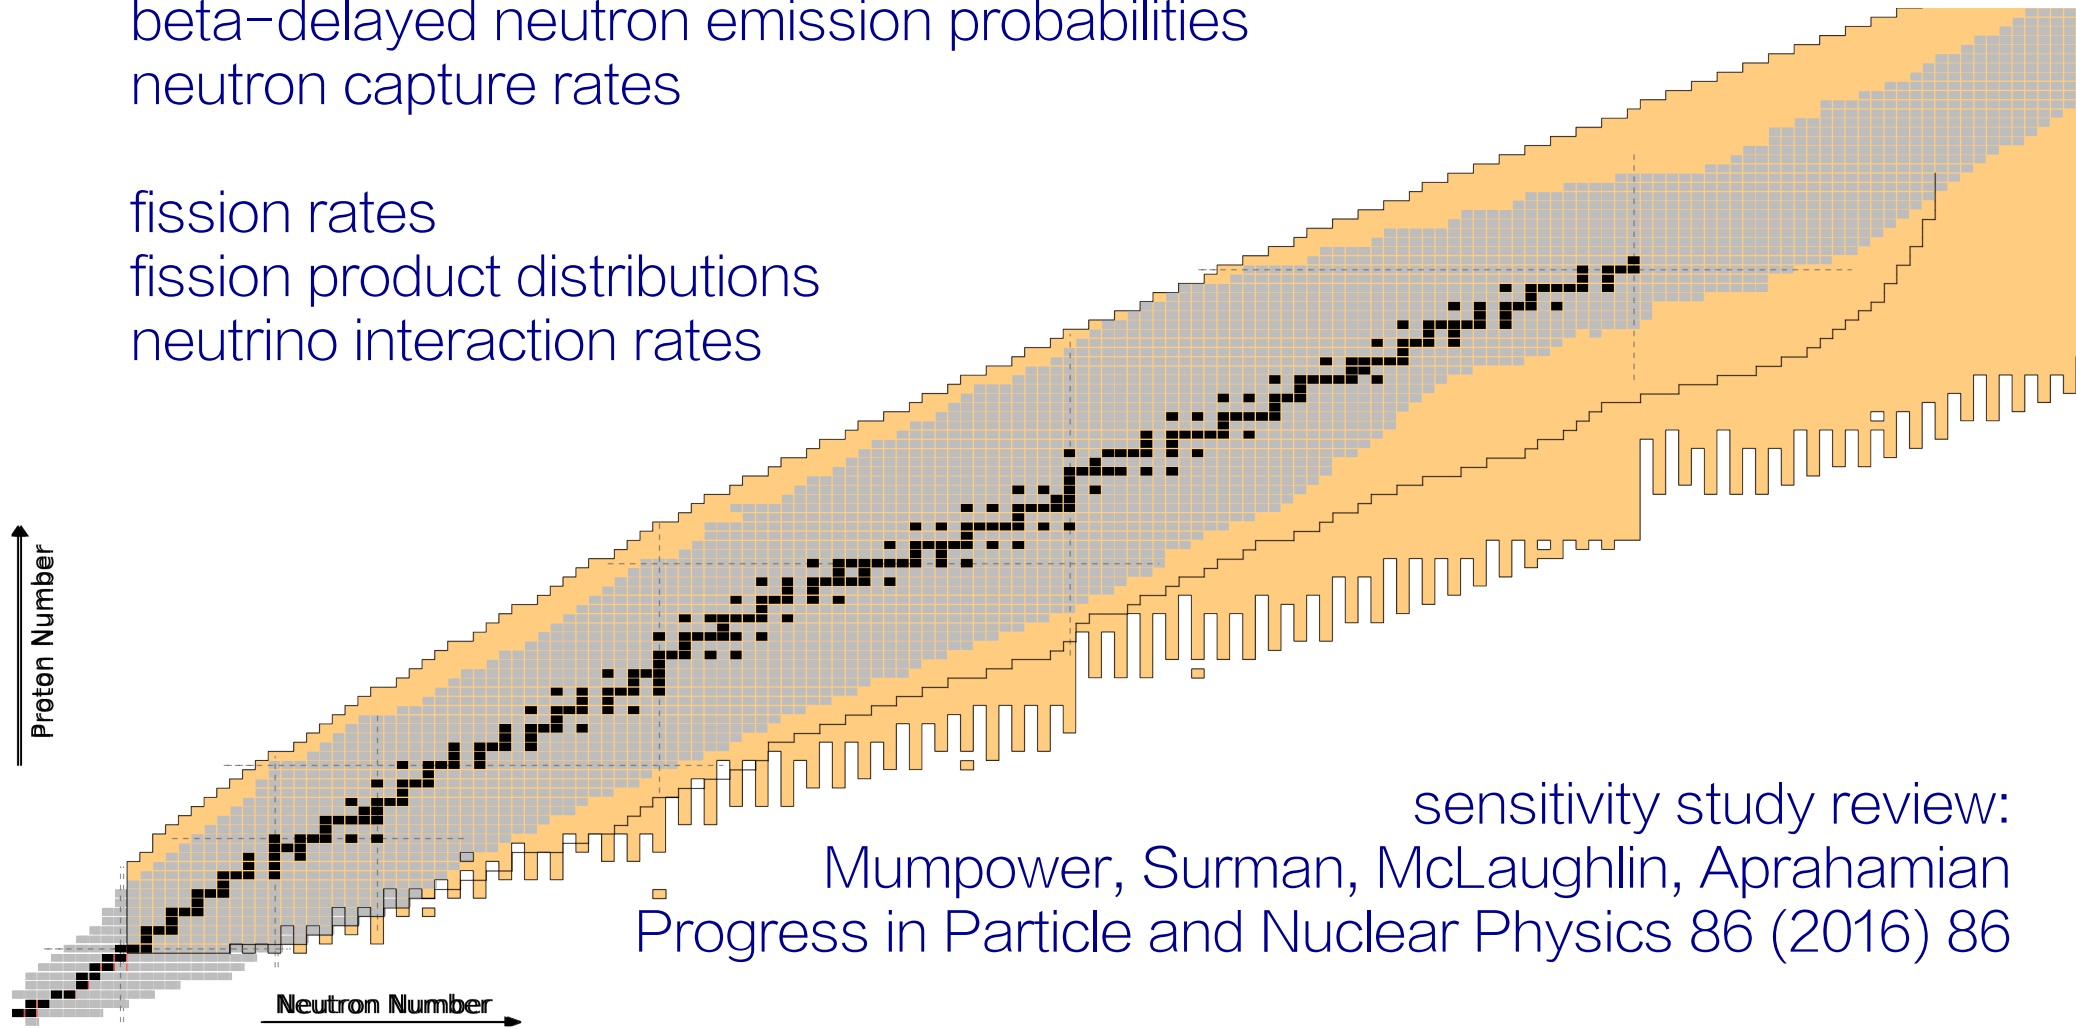 beta-delayed neutron emission probabilities
neutron capture rates
fission rates
fission product distributions
neutrino interaction rates
Proton Number
Neutron Number
sensitivity study review:
Mumpower, Surman, McLaughlin, Aprahamian
Progress in Particle and Nuclear Physics 86 (2016) 86